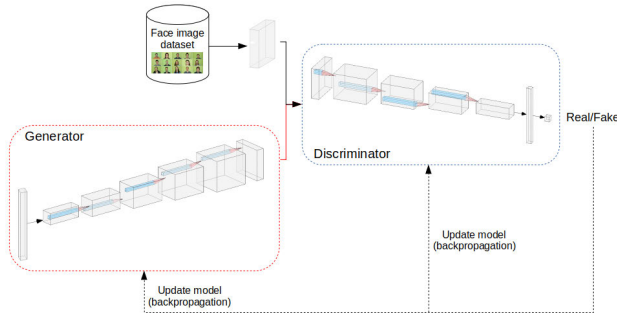 Face image
dataset
Generator
Discriminator
Real/Fake
Update model
(backpropagation)
Update model
(backpropagation)